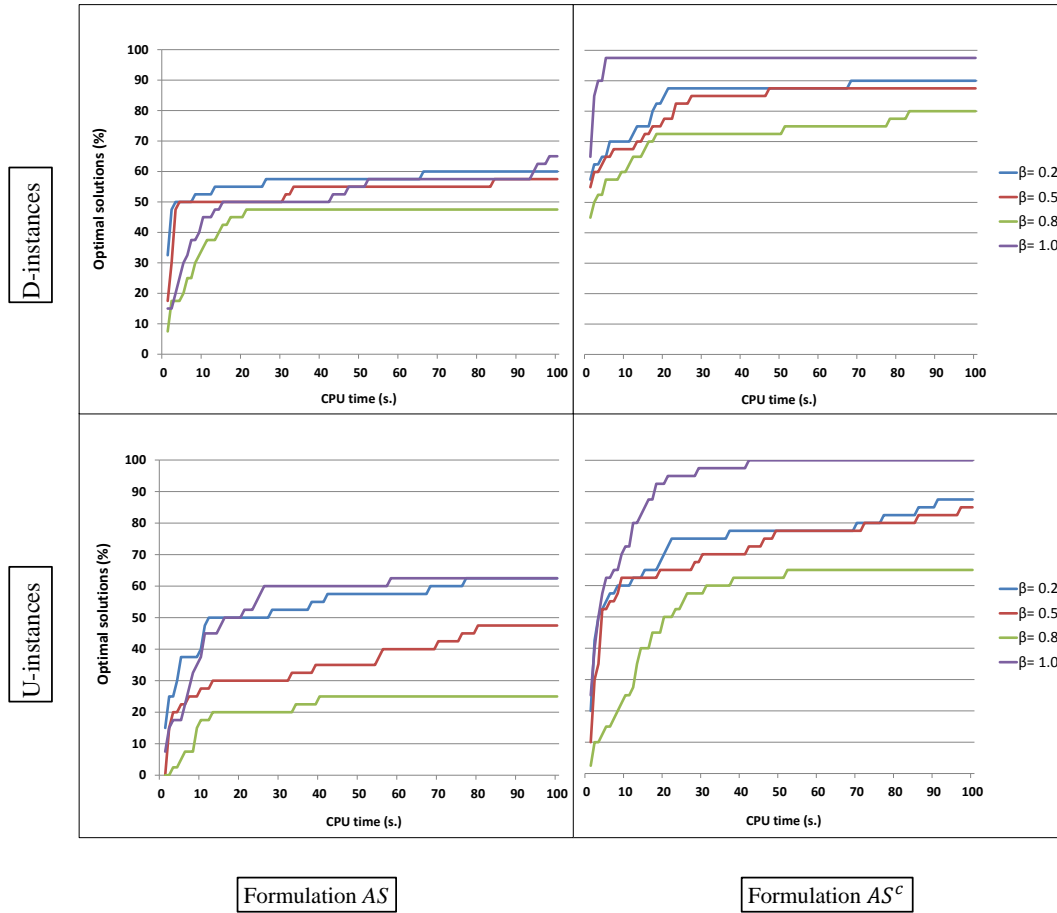 D-instances
Optimal solutions (%)
100
90
80
70
60
50
40
30
20
10
0
0 10 20 30 40 50 60 70 80 90 100
CPU time (s.)
0 10 20 30 40 50 60 70 80 90 100
CPU time (s.)
β= 0.2
β= 0.5
β= 0.8
β= 1.0
U-instances
Optimal solutions (%)
100
90
80
70
60
50
40
30
20
10
0
0 10 20 30 40 50 60 70 80 90 100
CPU time (s.)
0 10 20 30 40 50 60 70 80 90 100
CPU time (s.)
β= 0.2
β= 0.5
β= 0.8
β= 1.0
Formulation AS
Formulation ASᶜ